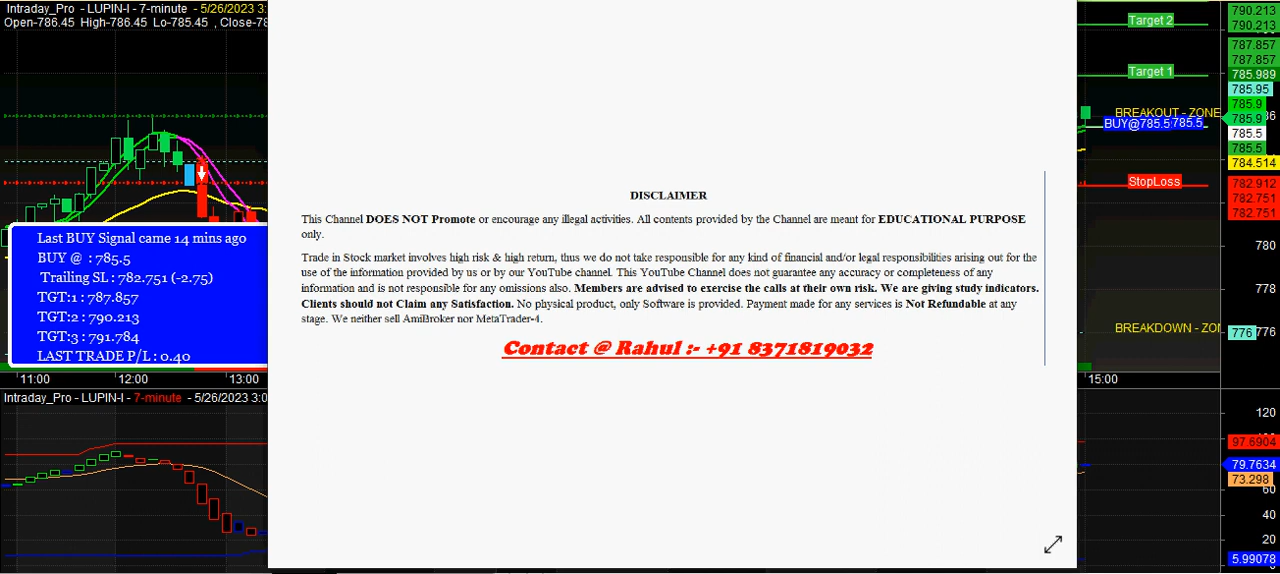 Intraday_Pro - LUPIN-I - 7-minute - 5/26/2023 3:
Open-786.45 High-786.45 Lo-785.45 , Close-78
Last BUY Signal came 14 mins ago
BUY @ : 785.5
Trailing SL : 782.751 (-2.75)
TGT:1 : 787.857
TGT:2 : 790.213
TGT:3 : 791.784
LAST TRADE P/L : 0.40
11:00
12:00
13:00
Intraday_Pro - LUPIN-I - 7-minute - 5/26/2023 3:0
DISCLAIMER
This Channel DOES NOT Promote or encourage any illegal activities. All contents provided by the Channel are meant for EDUCATIONAL PURPOSE
only.
Trade in Stock market involves high risk & high return, thus we do not take responsible for any kind of financial and/or legal responsibilities arising out for the
use of the information provided by us or by our YouTube channel. This YouTube Channel does not guarantee any accuracy or completeness of any
information and is not responsible for any omissions also. Members are advised to exercise the calls at their own risk. We are giving study indicators.
Clients should not Claim any Satisfaction. No physical product, only Software is provided. Payment made for any services is Not Refundable at any
stage. We neither sell AmiBroker nor MetaTrader-4.
Contact @ Rahul :- +91 8371819032
Target 2
Target 1
BREAKOUT - ZONE
BUY@785.5 785.5
StopLoss
BREAKDOWN - ZON
15:00
790.213
790.213
787.857
787.857
785.989
785.95
785.9
785.9
785.5
785.5
784.514
782.912
782.751
782.751
780
778
776
120
97.6904
79.7634
73.298
60
40
20
5.99078